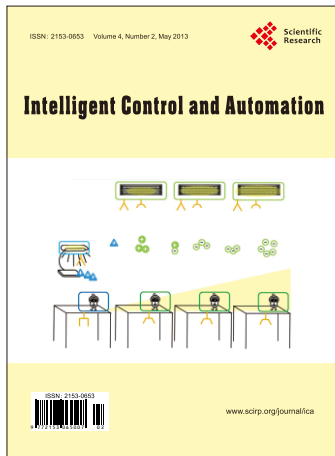 ISSN: 2153-0653 Volume 4, Number 2, May 2013
Scientific
Research
Intelligent Control and Automation
ISSN: 2153-0653
www.scirp.org/journal/ica